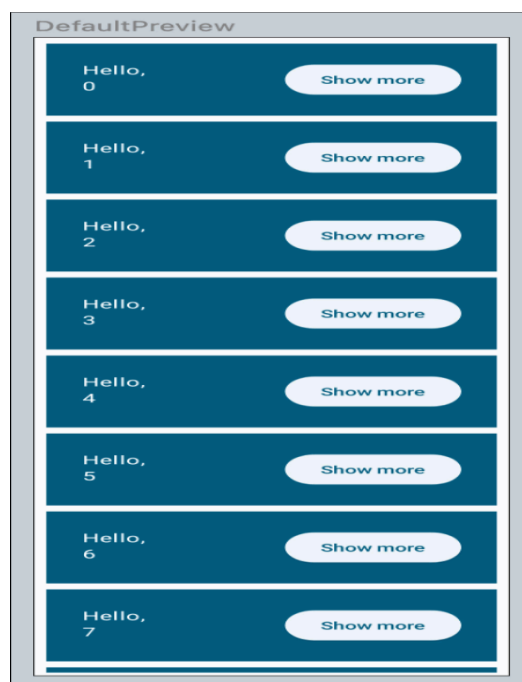 DefaultPreview
Hello,
0
Show more
Hello,
1
Show more
Hello,
2
Show more
Hello,
3
Show more
Hello,
4
Show more
Hello,
5
Show more
Hello,
6
Show more
Hello,
7
Show more